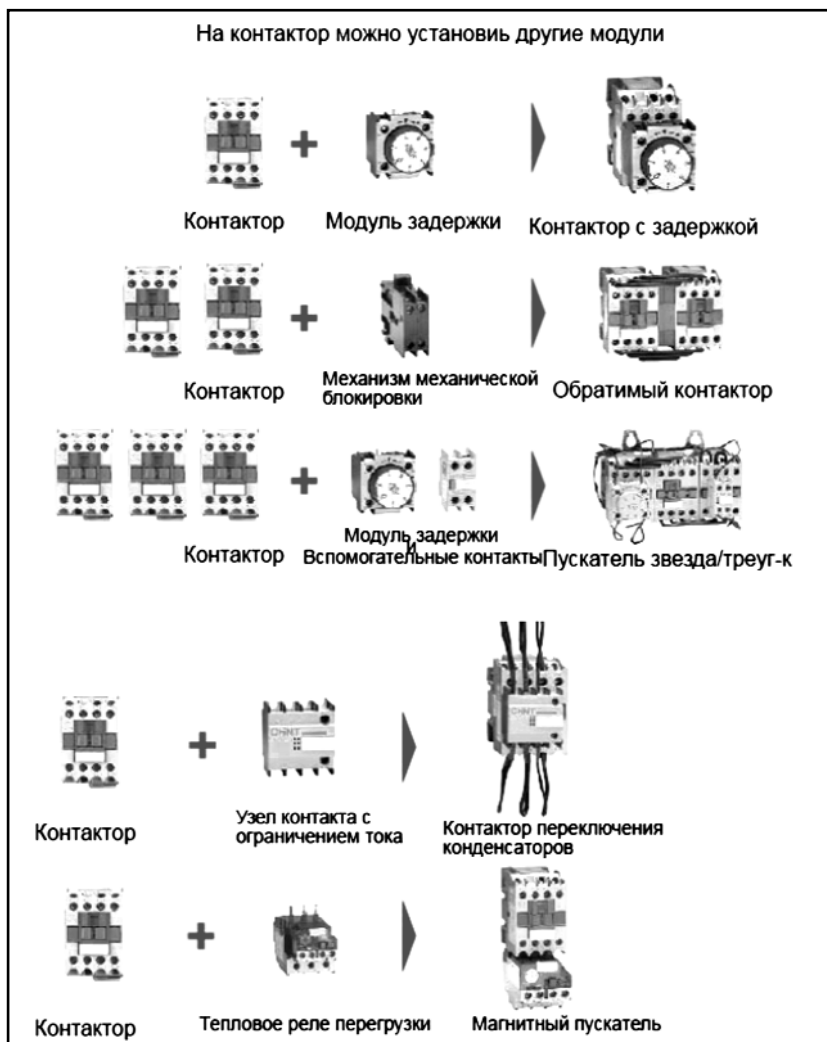 На контактор можно установиь другие модули
Контактор
Модуль задержки
Контактор с задержкой
Контактор
Механизм механической
блокировки
Обратимый контактор
Контактор
Модуль задержки
и
Вспомогательные контакты
Пускатель звезда/треуг-к
CHNT
CHNT
Контактор
Узел контакта с
ограничением тока
Контактор переключения
конденсаторов
Контактор
Тепловое реле перегрузки
Магнитный пускатель